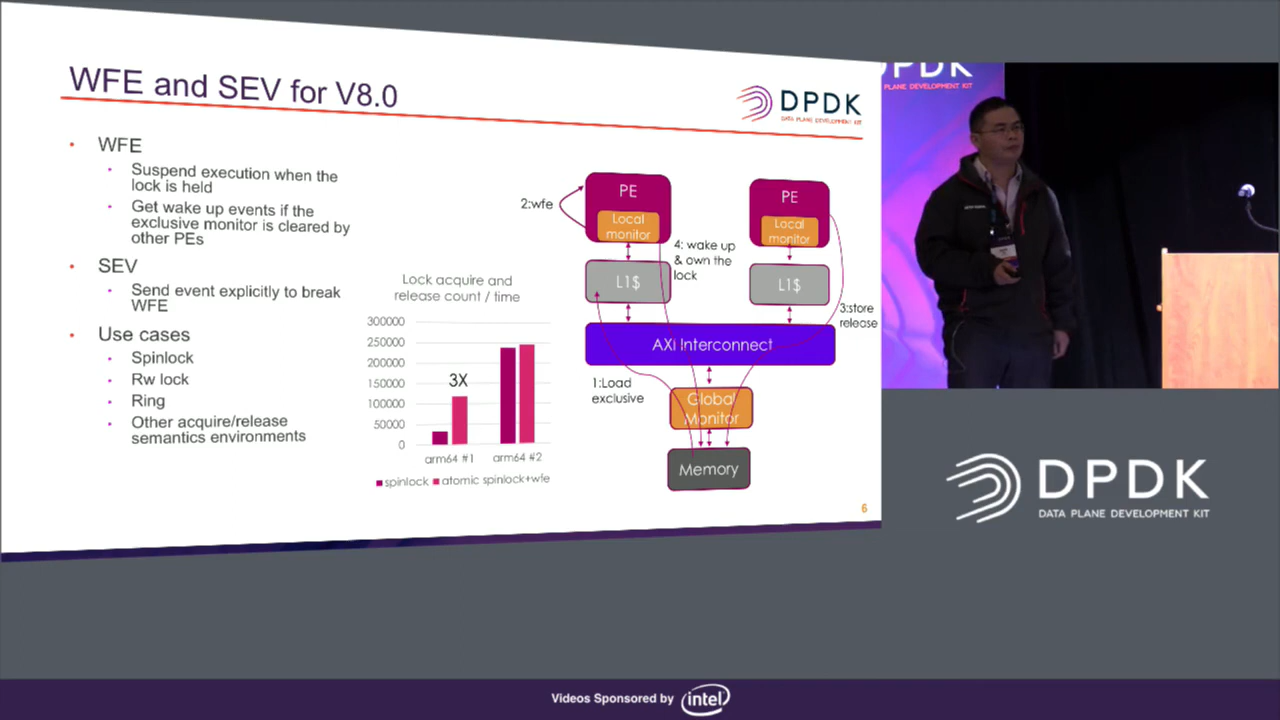 WFE and SEV for V8.0
DPDK
DATA PLANE DEVELOPMENT KIT
• WFE
• Suspend execution when the
lock is held
• Get wake up events if the
exclusive monitor is cleared by
other PEs
• SEV
• Send event explicitly to break
WFE
• Use cases
• Spinlock
• Rw lock
• Ring
• Other acquire/release
semantics environments
Lock acquire and
release count / time
300000
250000
200000
150000
100000
50000
0
3X
arm64 #1
arm64 #2
spinlock
atomic spinlock+wfe
2:wfe
PE
Local
monitor
L1$
4: wake up
& own the
lock
PE
Local
monitor
L1$
3:store
release
AXI Interconnect
1:Load
exclusive
Global
Monitor
Memory
6
DPDK
PLANE DEVELOPMENT KIT
DPDK
DATA PLANE DEVELOPMENT KIT
Videos Sponsored by
intel